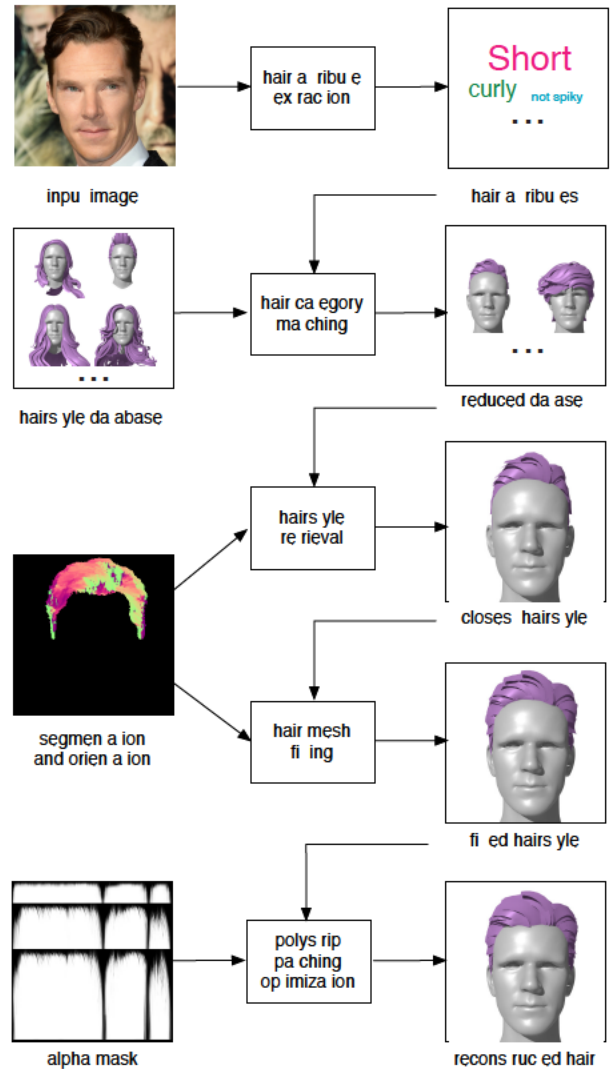 hair a ribu e
ex rac ion
Short
curly
not spiky
...
inpu image
hair a ribu es
hair ca egory
ma ching
...
...
hairs yle da abase
reduced da ase
hairs yle
re rieval
closes hairs yle
segmen a ion
and orien a ion
hair mesh
fi ing
fi ed hairs yle
polys rip
pa ching
op imiza ion
alpha mask
recons ruc ed hair